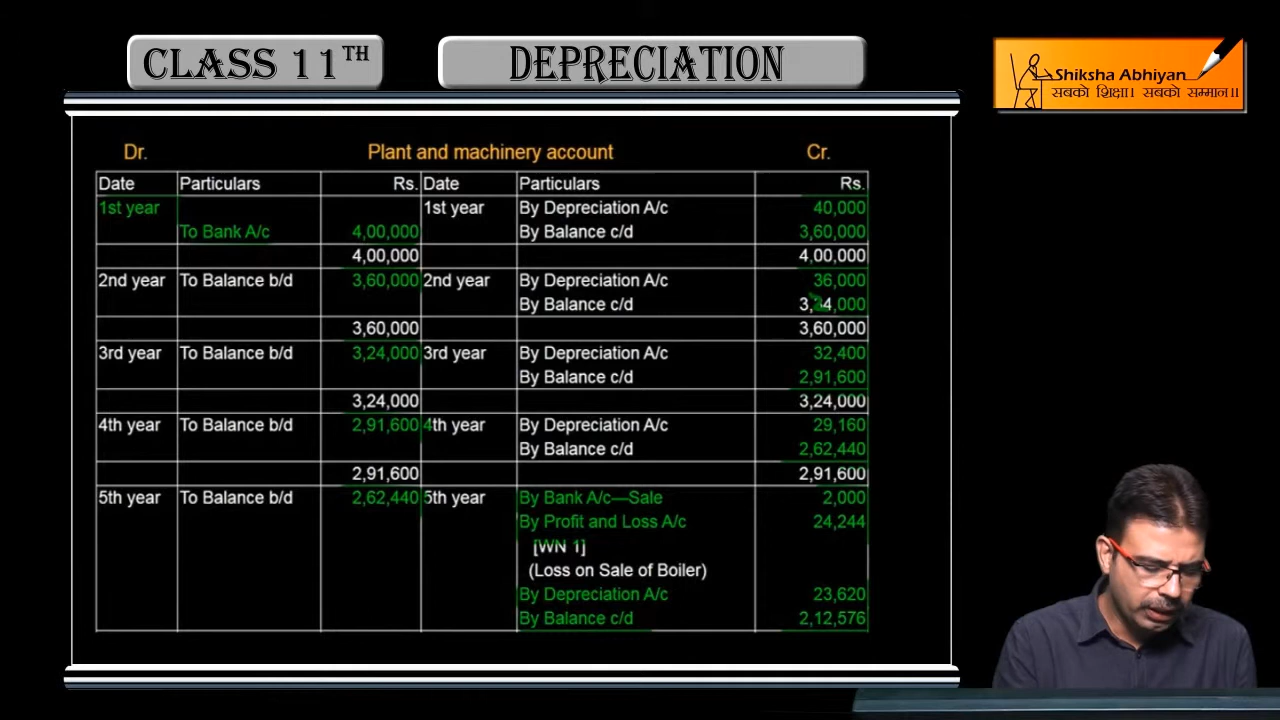 CLASS 11TH
DEPRECIATION
Shiksha Abhiyan
सबको शिक्षा। सबको सम्मान॥
Dr. Plant and machinery account Cr.
Date Particulars Rs. Date Particulars Rs.
1st year 1st year By Depreciation A/c 40,000
To Bank A/c 4,00,000 By Balance c/d 3,60,000
4,00,000 4,00,000
2nd year To Balance b/d 3,60,000 2nd year By Depreciation A/c 36,000
By Balance c/d 3,24,000
3,60,000 3,60,000
3rd year To Balance b/d 3,24,000 3rd year By Depreciation A/c 32,400
By Balance c/d 2,91,600
3,24,000 3,24,000
4th year To Balance b/d 2,91,600 4th year By Depreciation A/c 29,160
By Balance c/d 2,62,440
2,91,600 2,91,600
5th year To Balance b/d 2,62,440 5th year By Bank A/c—Sale 2,000
By Profit and Loss A/c 24,244
[WN 1]
(Loss on Sale of Boiler)
By Depreciation A/c 23,620
By Balance c/d 2,12,576